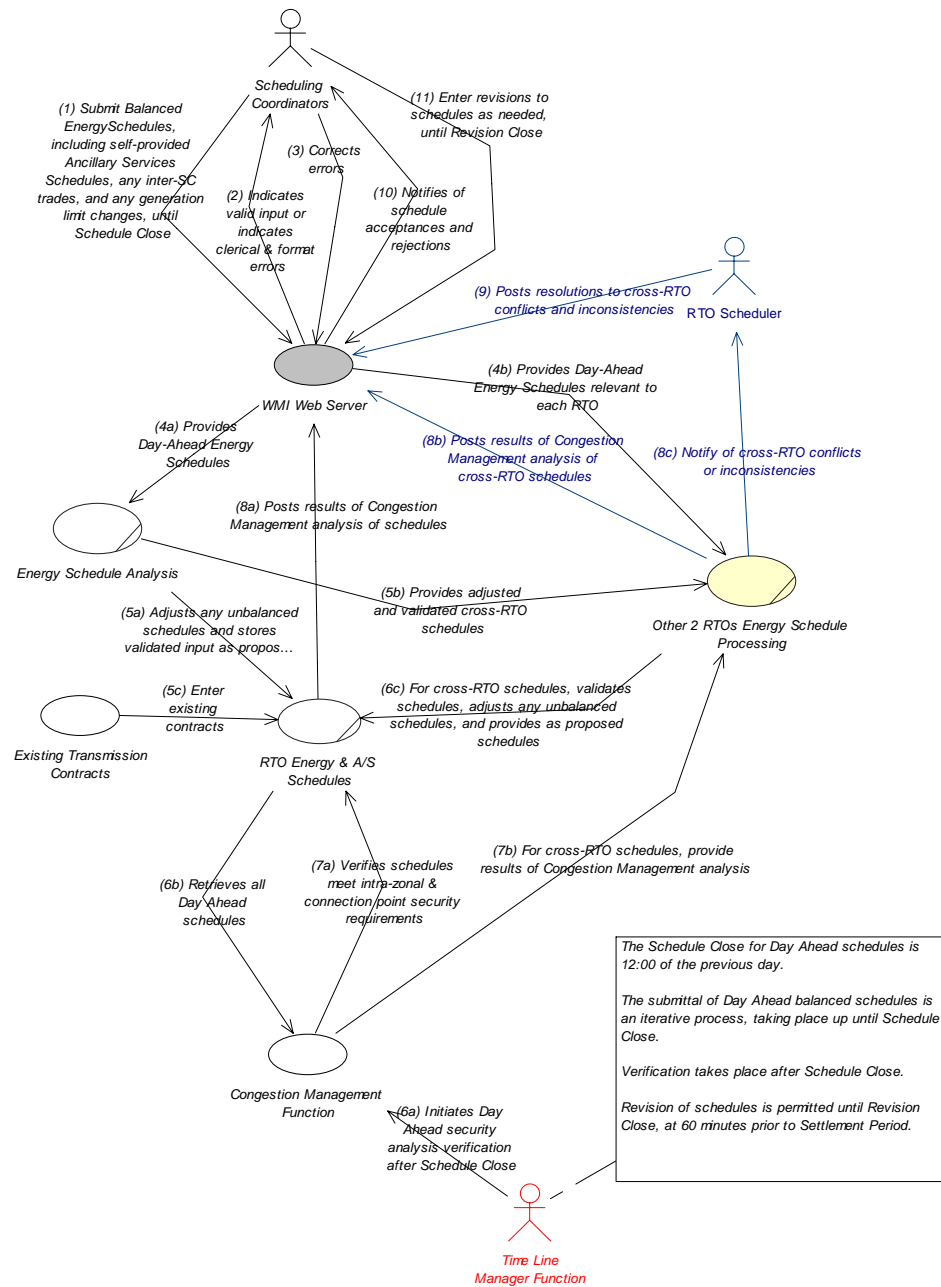 Scheduling
Coordinators
(1) Submit Balanced
EnergySchedules,
including self-provided
Ancillary Services
Schedules, any inter-SC
trades, and any generation
limit changes, until
Schedule Close
(2) Indicates
valid input or
indicates
clerical & format
errors
(3) Corrects
errors
(10) Notifies of
schedule
acceptances and
rejections
(11) Enter revisions to
schedules as needed,
until Revision Close
RTO Scheduler
(9) Posts resolutions to cross-RTO
conflicts and inconsistencies
WMI Web Server
(4b) Provides Day-Ahead
Energy Schedules relevant to
each RTO
(4a) Provides
Day-Ahead Energy
Schedules
(8b) Posts results of Congestion
Management analysis of
cross-RTO schedules
(8c) Notify of cross-RTO conflicts
or inconsistencies
(8a) Posts results of Congestion
Management analysis of schedules
Energy Schedule Analysis
(5b) Provides adjusted
and validated cross-RTO
schedules
Other 2 RTOs Energy Schedule
Processing
(5a) Adjusts any unbalanced
schedules and stores
validated input as propos...
(5c) Enter
existing
contracts
(6c) For cross-RTO schedules, validates
schedules, adjusts any unbalanced
schedules, and provides as proposed
schedules
Existing Transmission
Contracts
RTO Energy & A/S
Schedules
(6b) Retrieves all
Day Ahead
schedules
(7a) Verifies schedules
meet intra-zonal &
connection point security
requirements
(7b) For cross-RTO schedules, provide
results of Congestion Management analysis
The Schedule Close for Day Ahead schedules is
12:00 of the previous day.
The submittal of Day Ahead balanced schedules is
an iterative process, taking place up until Schedule
Close.
Verification takes place after Schedule Close.
Revision of schedules is permitted until Revision
Close, at 60 minutes prior to Settlement Period.
Congestion Management
Function
(6a) Initiates Day
Ahead security
analysis verification
after Schedule Close
Time Line
Manager Function